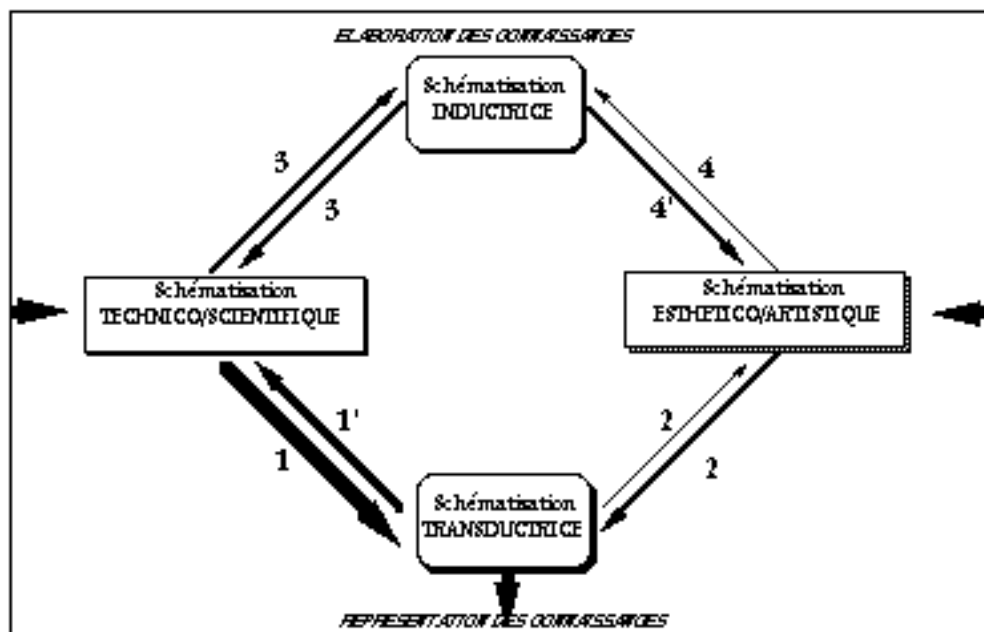 ELABORATION DES CONNAISSANCES
Schématisation
INDUCTRICE
3
4
3
4'
Schématisation
TECHNICO/SCIENTIFIQUE
Schématisation
ESTHETICO/ARTISTIQUE
1'
2
1
2
Schématisation
TRANSDUCTRICE
REPRESENTATION DES CONNAISSANCES